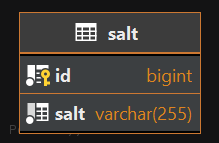 salt
id bigint
salt varchar(255)